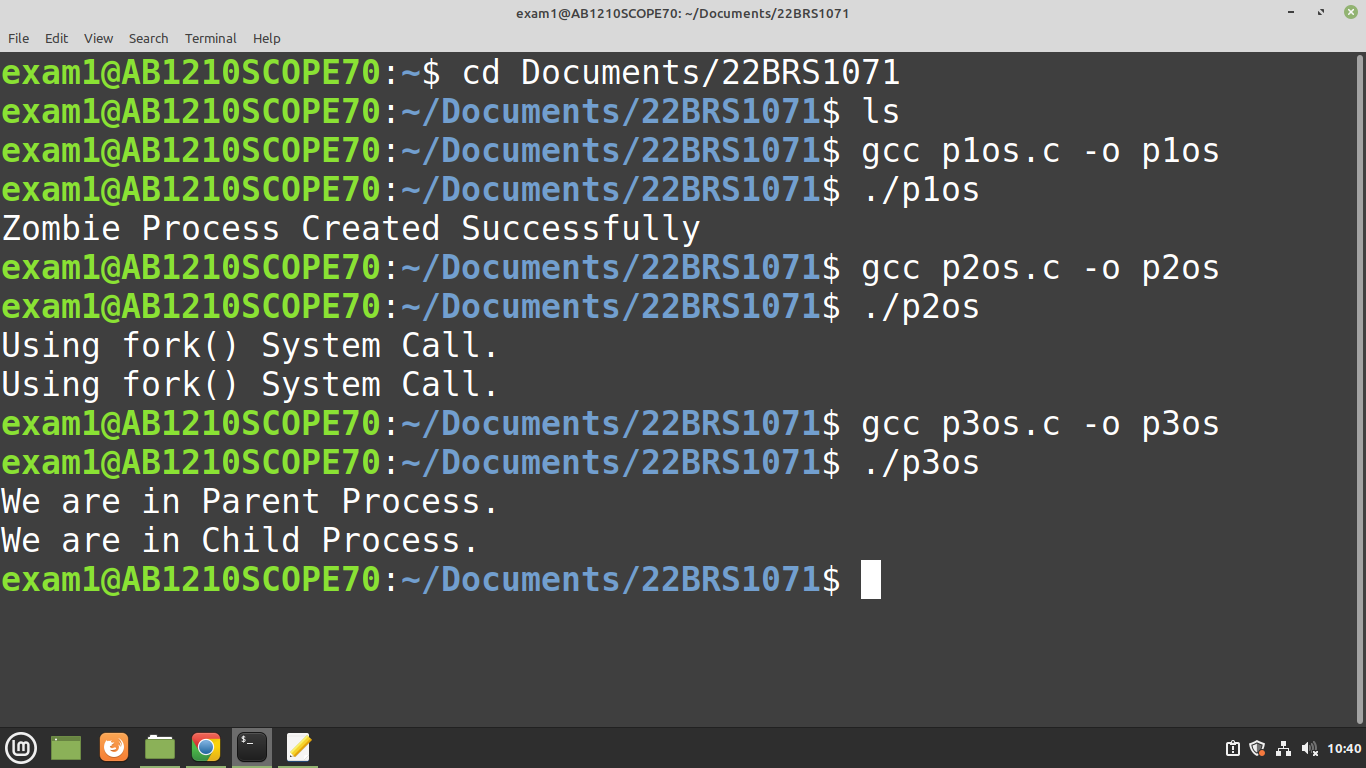 exam1@AB1210SCOPE70: ~/Documents/22BRS1071
File Edit View Search Terminal Help
exam1@AB1210SCOPE70:~$ cd Documents/22BRS1071
exam1@AB1210SCOPE70:~/Documents/22BRS1071$ ls
exam1@AB1210SCOPE70:~/Documents/22BRS1071$ gcc p1os.c -o p1os
exam1@AB1210SCOPE70:~/Documents/22BRS1071$ ./p1os
Zombie Process Created Successfully
exam1@AB1210SCOPE70:~/Documents/22BRS1071$ gcc p2os.c -o p2os
exam1@AB1210SCOPE70:~/Documents/22BRS1071$ ./p2os
Using fork() System Call.
Using fork() System Call.
exam1@AB1210SCOPE70:~/Documents/22BRS1071$ gcc p3os.c -o p3os
exam1@AB1210SCOPE70:~/Documents/22BRS1071$ ./p3os
We are in Parent Process.
We are in Child Process.
exam1@AB1210SCOPE70:~/Documents/22BRS1071$
$_
10:40